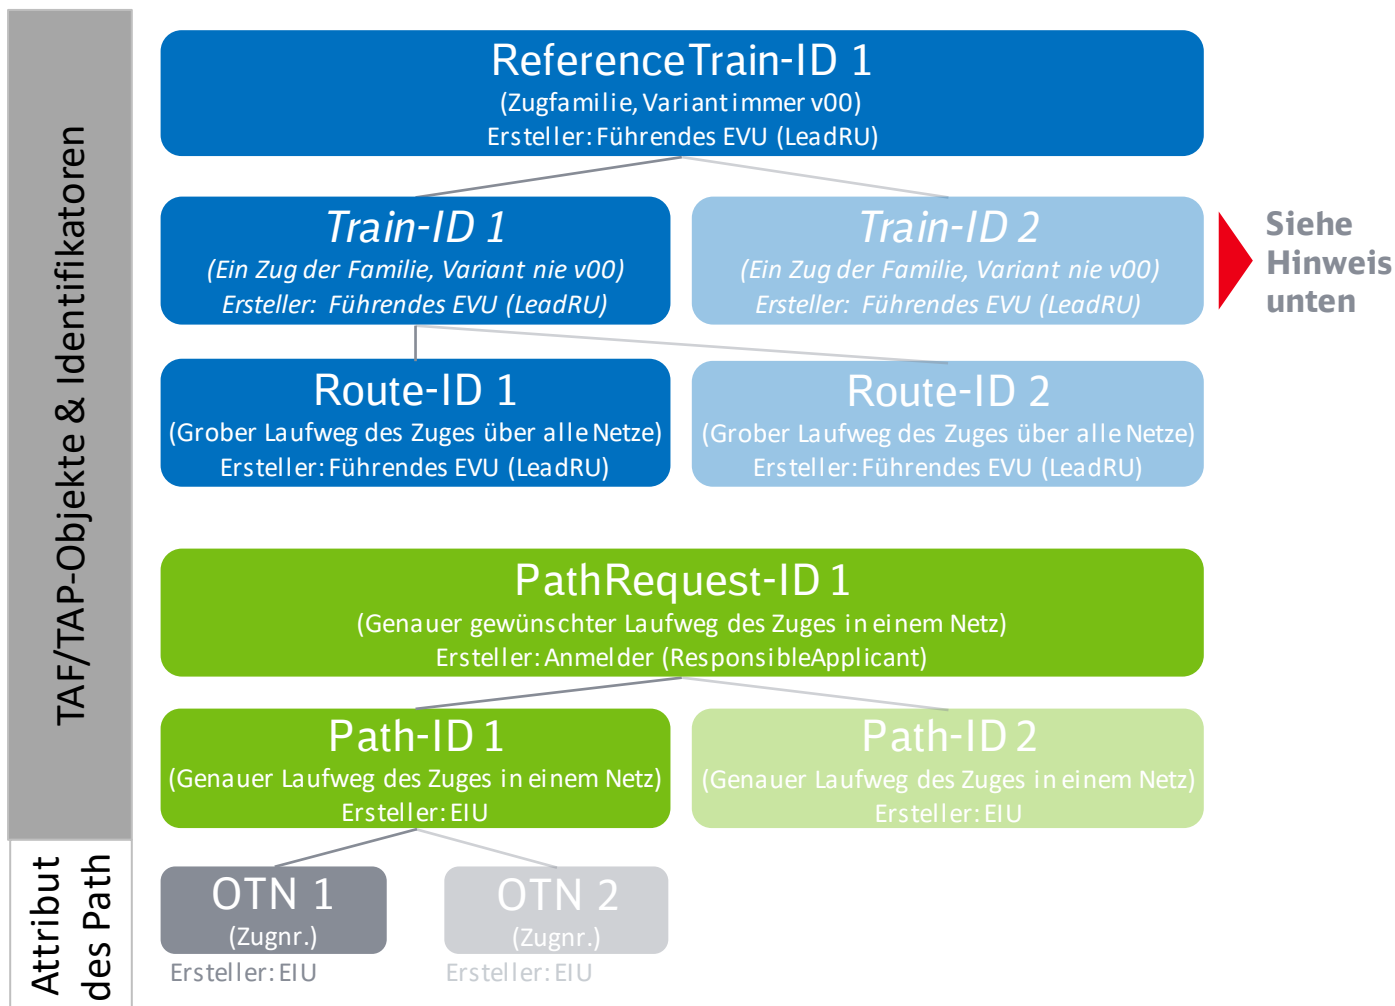 TAF/TAP-Objekte & Identifikatoren
ReferenceTrain-ID 1
(Zugfamilie, Variant immer v00)
Ersteller: Führendes EVU (LeadRU)
Train-ID 1
(Ein Zug der Familie, Variant nie v00)
Ersteller: Führendes EVU (LeadRU)
Train-ID 2
(Ein Zug der Familie, Variant nie v00)
Ersteller: Führendes EVU (LeadRU)
Siehe
Hinweis
unten
Route-ID 1
(Grober Laufweg des Zuges über alle Netze)
Ersteller: Führendes EVU (LeadRU)
Route-ID 2
(Grober Laufweg des Zuges über alle Netze)
Ersteller: Führendes EVU (LeadRU)
PathRequest-ID 1
(Genauer gewünschter Laufweg des Zuges in einem Netz)
Ersteller: Anmelder (ResponsibleApplicant)
Path-ID 1
(Genauer Laufweg des Zuges in einem Netz)
Ersteller: EIU
Path-ID 2
(Genauer Laufweg des Zuges in einem Netz)
Ersteller: EIU
Attribut
des Path
OTN 1
(Zugnr.)
Ersteller: EIU
OTN 2
(Zugnr.)
Ersteller: EIU